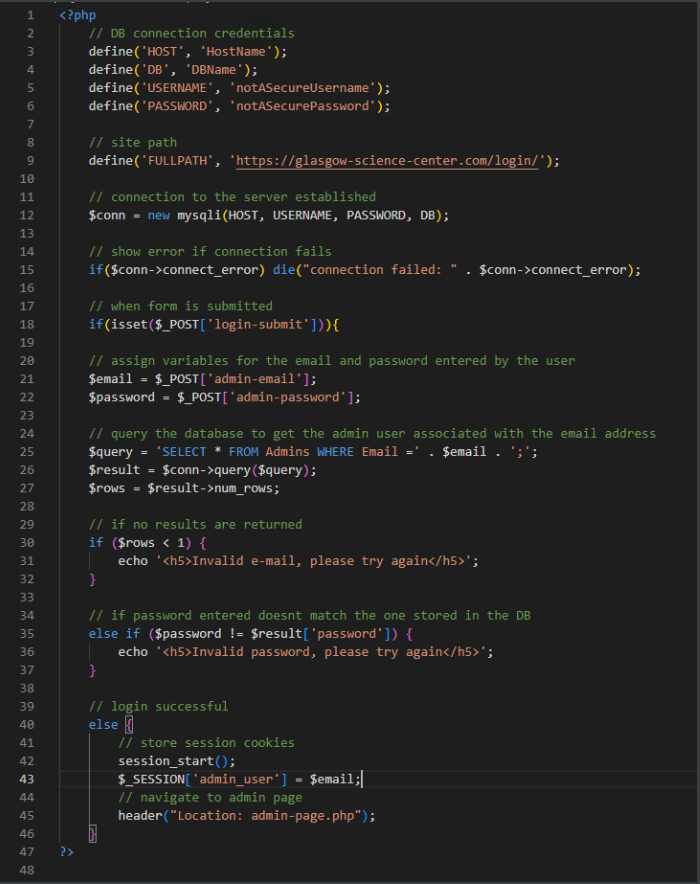 1 <?php
2 // DB connection credentials
3 define('HOST', 'HostName');
4 define('DB', 'DBName');
5 define('USERNAME', 'notASecureUsername');
6 define('PASSWORD', 'notASecurePassword');
7
8 // site path
9 define('FULLPATH', 'https://glasgow-science-center.com/login/');
10
11 // connection to the server established
12 $conn = new mysqli(HOST, USERNAME, PASSWORD, DB);
13
14 // show error if connection fails
15 if($conn->connect_error) die("connection failed: " . $conn->connect_error);
16
17 // when form is submitted
18 if(isset($_POST['login-submit'])){
19
20 // assign variables for the email and password entered by the user
21 $email = $_POST['admin-email'];
22 $password = $_POST['admin-password'];
23
24 // query the database to get the admin user associated with the email address
25 $query = 'SELECT * FROM Admins WHERE Email =' . $email . ';';
26 $result = $conn->query($query);
27 $rows = $result->num_rows;
28
29 // if no results are returned
30 if ($rows < 1) {
31 echo '<h5>Invalid e-mail, please try again</h5>';
32 }
33
34 // if password entered doesnt match the one stored in the DB
35 else if ($password != $result['password']) {
36 echo '<h5>Invalid password, please try again</h5>';
37 }
38
39 // login successful
40 else {
41 // store session cookies
42 session_start();
43 $_SESSION['admin_user'] = $email;
44 // navigate to admin page
45 header("Location: admin-page.php");
46 }
47 ?>
48